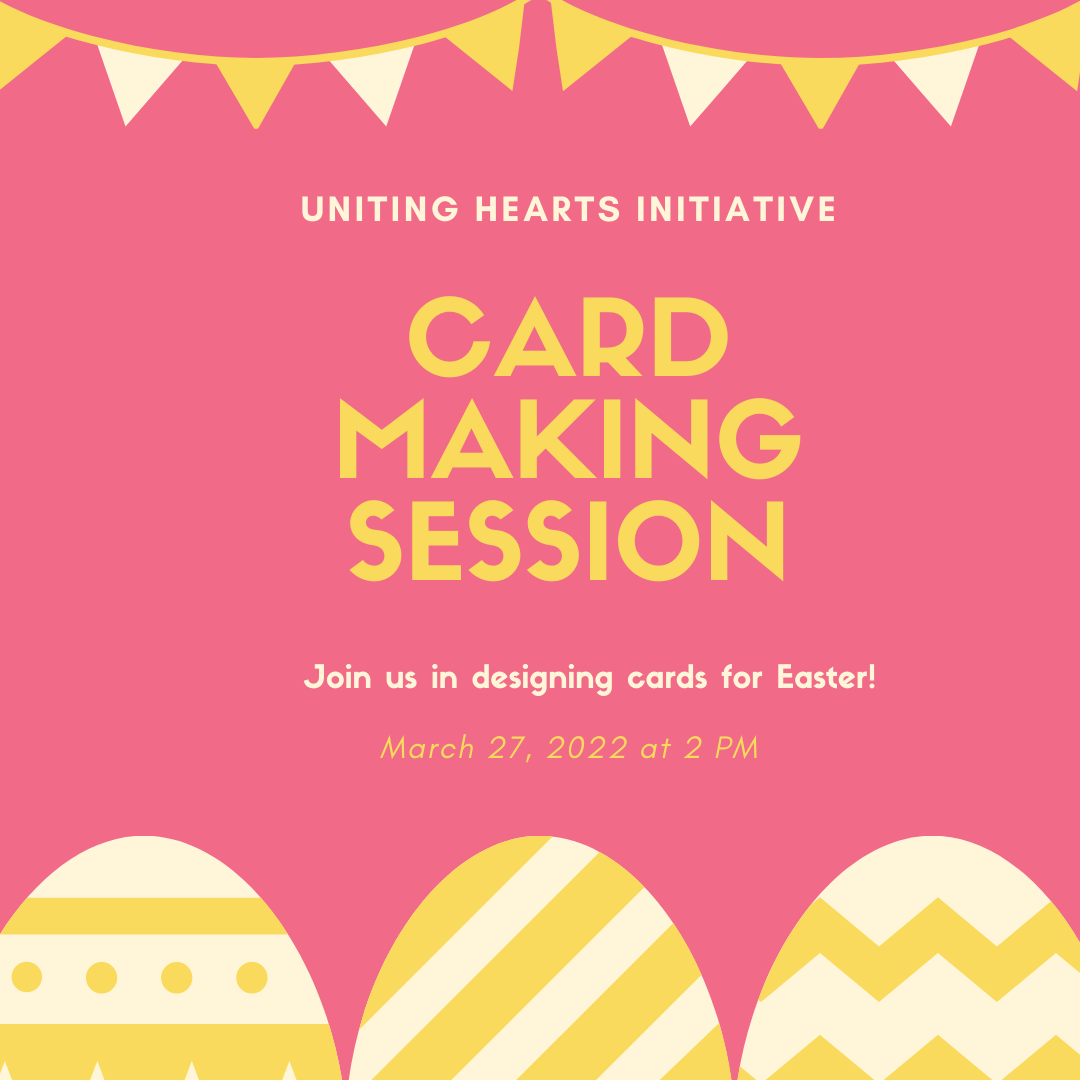 UNITING HEARTS INITIATIVE
CARD
MAKING
SESSION
Join us in designing cards for Easter!
March 27, 2022 at 2 PM